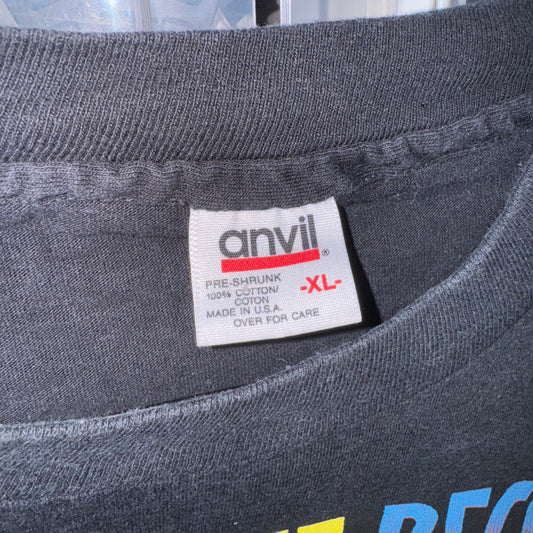 anvil®
PRE-SHRUNK
100% COTTON/
COTON
-XL-
MADE IN U.S.A.
OVER FOR CARE